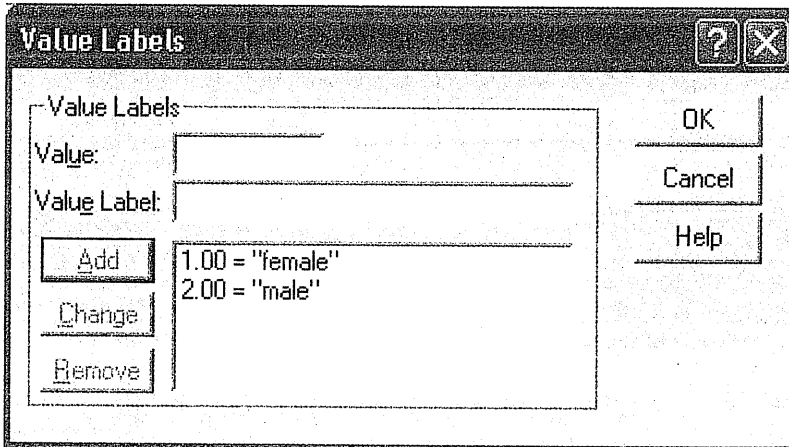 Value Labels
Value Labels
Value:
Value Label:
Add
Change
Remove
1.00 = "female"
2.00 = "male"
OK
Cancel
Help